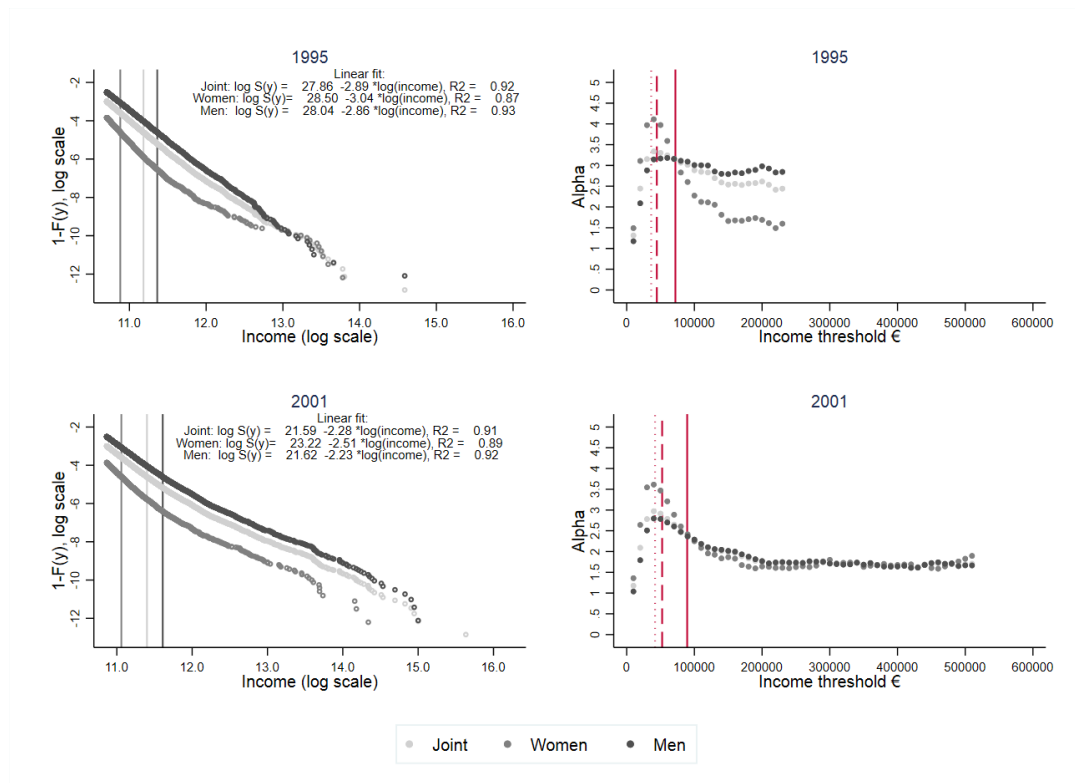 1995
Linear fit:
Joint: log S(y) = 27.86 -2.89 *log(income), R2 = 0.92
Women: log S(y)= 28.50 -3.04 *log(income), R2 = 0.87
Men: log S(y) = 28.04 -2.86 *log(income), R2 = 0.93
1-F(y), log scale
-2
-4
-6
-8
-10
-12
11.0 12.0 13.0 14.0 15.0 16.0
Income (log scale)
1995
Alpha
5
4.5
4
3.5
3
2.5
2
1.5
1
.5
0
0 100000 200000 300000 400000 500000 600000
Income threshold €
2001
Linear fit:
Joint: log S(y) = 21.59 -2.28 *log(income), R2 = 0.91
Women: log S(y)= 23.22 -2.51 *log(income), R2 = 0.89
Men: log S(y) = 21.62 -2.23 *log(income), R2 = 0.92
1-F(y), log scale
-2
-4
-6
-8
-10
-12
11.0 12.0 13.0 14.0 15.0 16.0
Income (log scale)
2001
Alpha
5
4.5
4
3.5
3
2.5
2
1.5
1
.5
0
0 100000 200000 300000 400000 500000 600000
Income threshold €
Joint Women Men